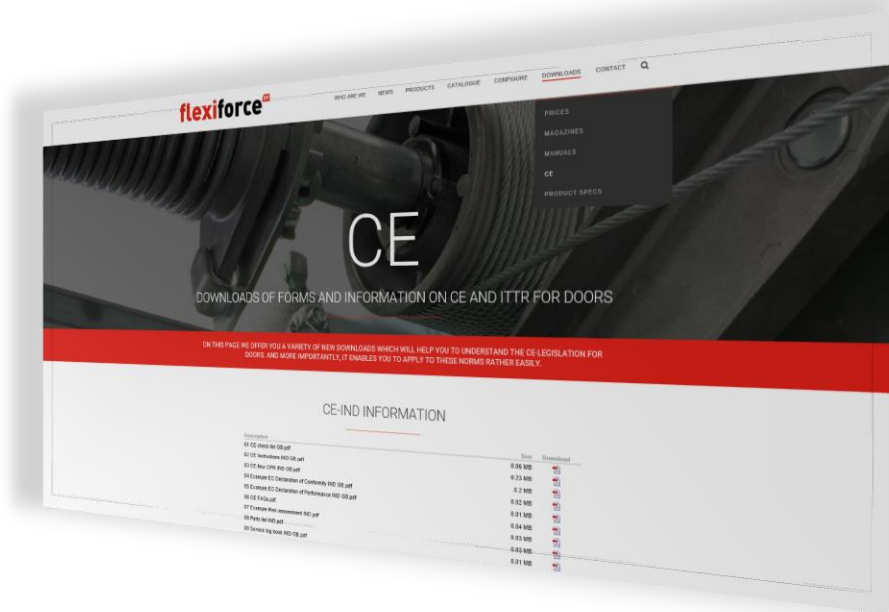 flexiforce
WHO ARE WE NEWS PRODUCTS CATALOGUE CONFIGURE DOWNLOADS CONTACT
PRICES
MAGAZINES
MANUALS
CE
PRODUCT SPECS
CE
DOWNLOADS OF FORMS AND INFORMATION ON CE AND ITTR FOR DOORS
ON THIS PAGE WE OFFER YOU A VARIETY OF NEW DOWNLOADS WHICH WILL HELP YOU TO UNDERSTAND THE CE-LEGISLATION FOR
DOORS. AND MORE IMPORTANTLY, IT ENABLES YOU TO APPLY TO THESE NORMS RATHER EASILY.
CE-IND INFORMATION
Description Size Download
01 CE check list GB.pdf 0.06 MB
02 CE Instructions IND GB.pdf 0.23 MB
03 CE flow CPR IND GB.pdf 0.2 MB
04 Example EC Declaration of Conformity IND GB.pdf 0.02 MB
05 Example EC Declaration of Performance IND GB.pdf 0.01 MB
06 CE FAQs.pdf 0.04 MB
07 Example Risk assessment IND.pdf 0.03 MB
08 Parts list IND.pdf 0.03 MB
09 Service log book IND GB.pdf 0.01 MB